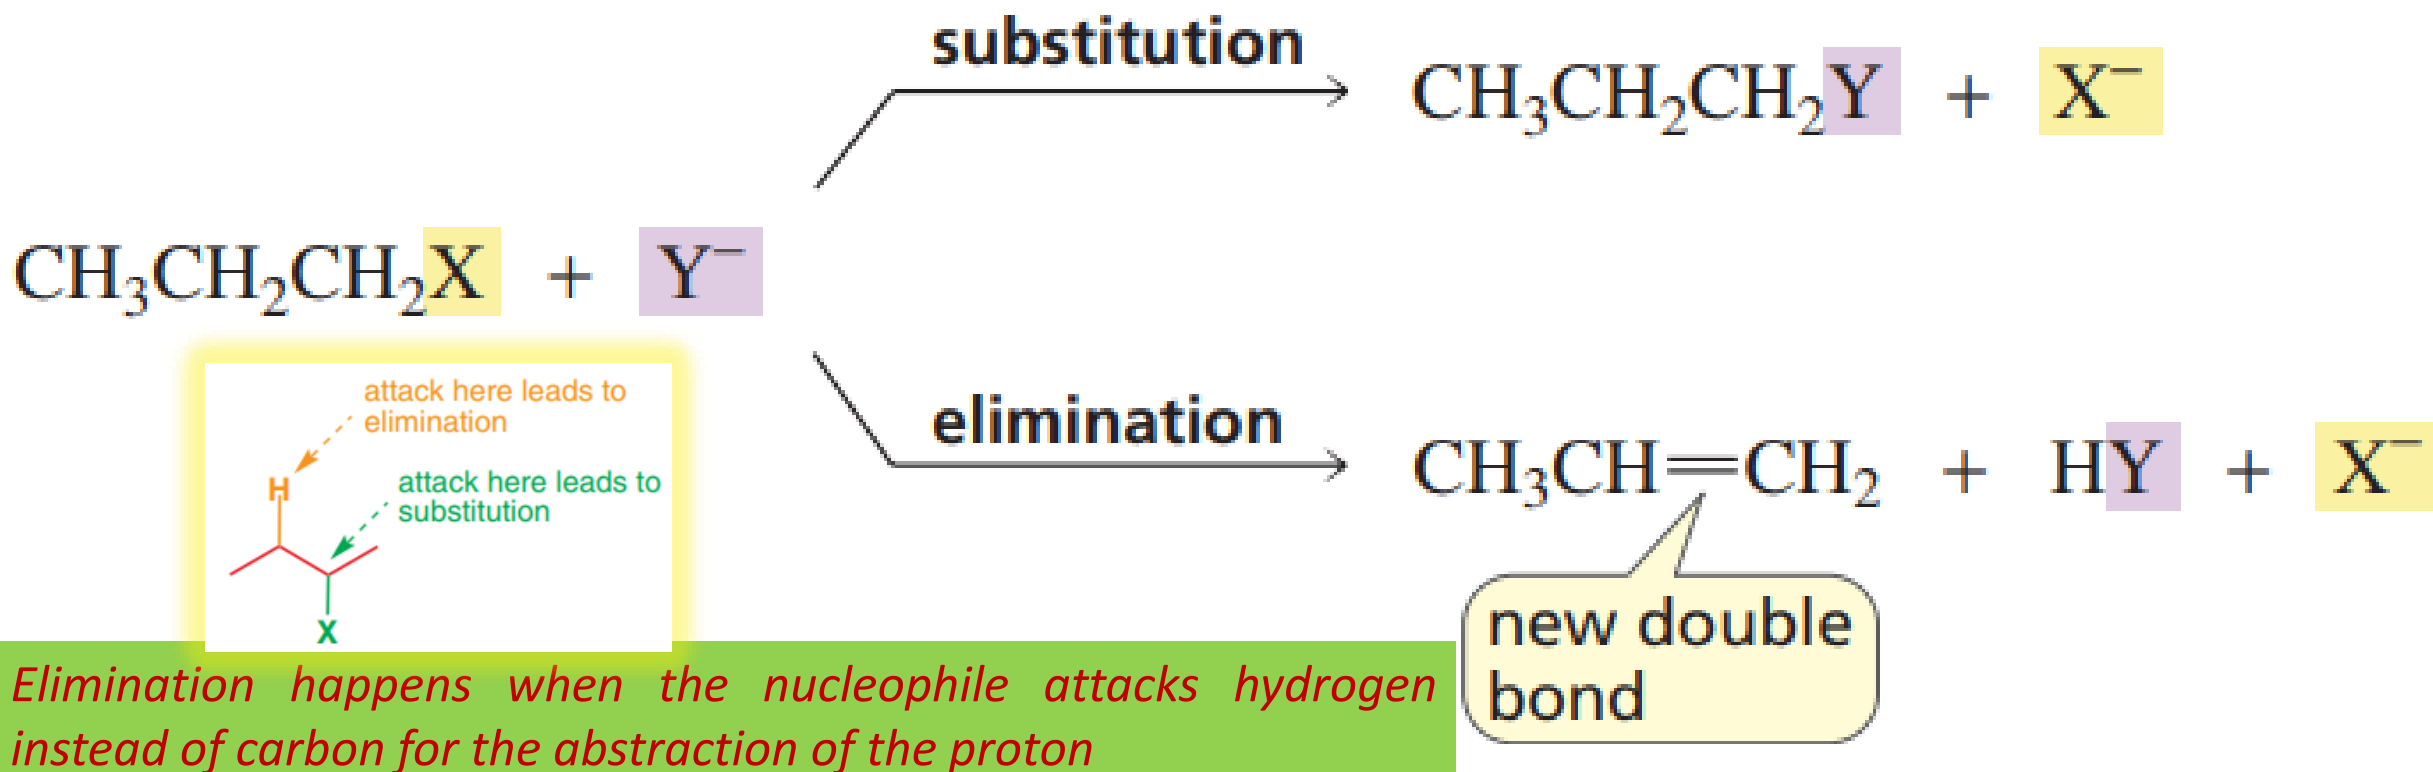 substitution
CH₃CH₂CH₂Y + X⁻
CH₃CH₂CH₂X + Y⁻
attack here leads to
elimination
H
attack here leads to
substitution
X
elimination
CH₃CH=CH₂ + HY + X⁻
new double
bond
Elimination happens when the nucleophile attacks hydrogen
instead of carbon for the abstraction of the proton